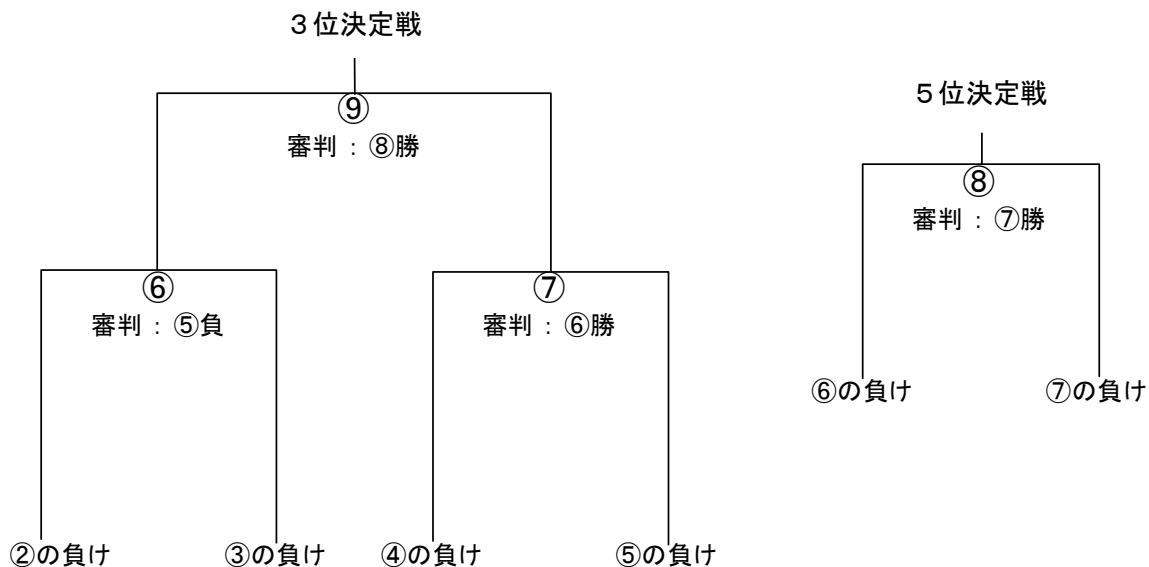 ３位決定戦
⑨
審判 : ⑧勝
⑥
審判 : ⑤負
⑦
審判 : ⑥勝
②の負け
③の負け
④の負け
⑤の負け
５位決定戦
⑧
審判 : ⑦勝
⑥の負け
⑦の負け